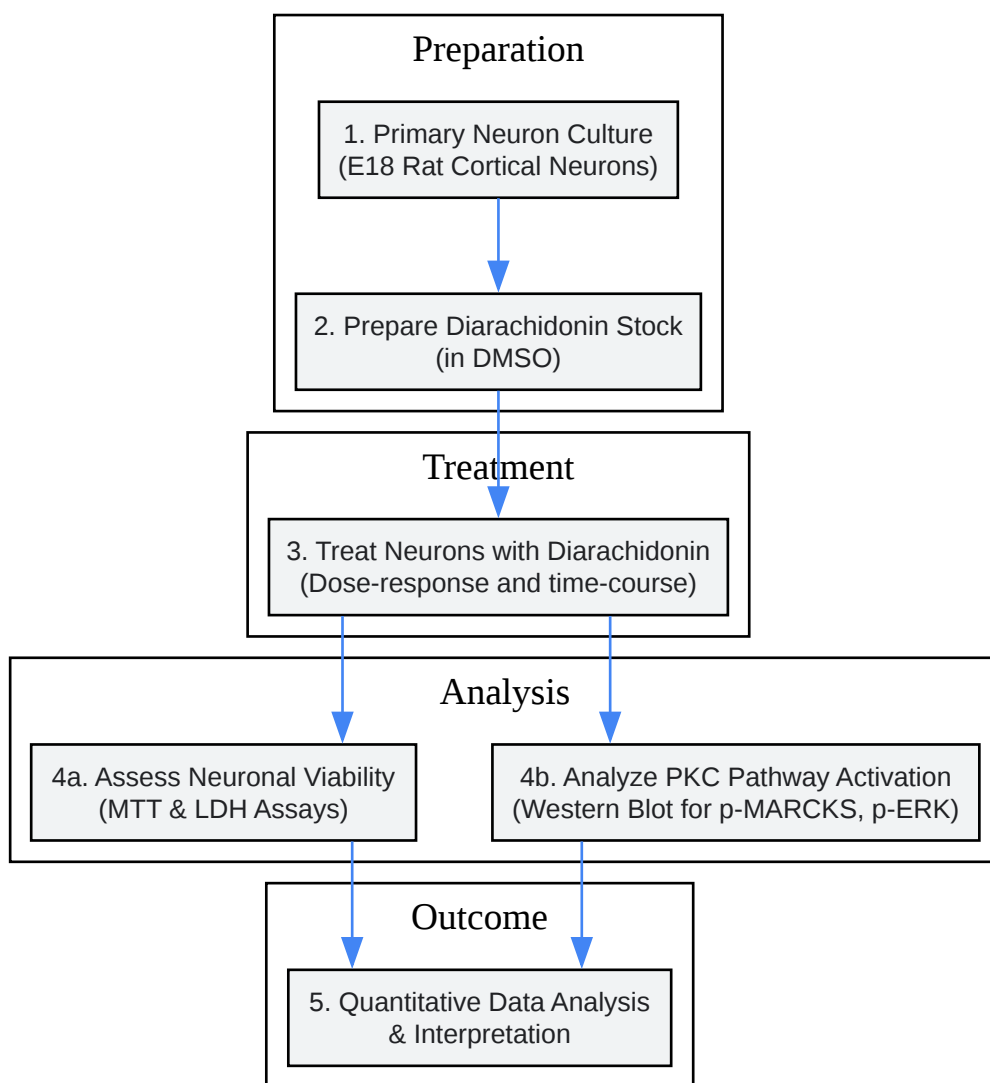 Preparation
1. Primary Neuron Culture
(E18 Rat Cortical Neurons)
2. Prepare Diarachidonin Stock
(in DMSO)
Treatment
3. Treat Neurons with Diarachidonin
(Dose-response and time-course)
Analysis
4a. Assess Neuronal Viability
(MTT & LDH Assays)
4b. Analyze PKC Pathway Activation
(Western Blot for p-MARCKS, p-ERK)
Outcome
5. Quantitative Data Analysis
& Interpretation